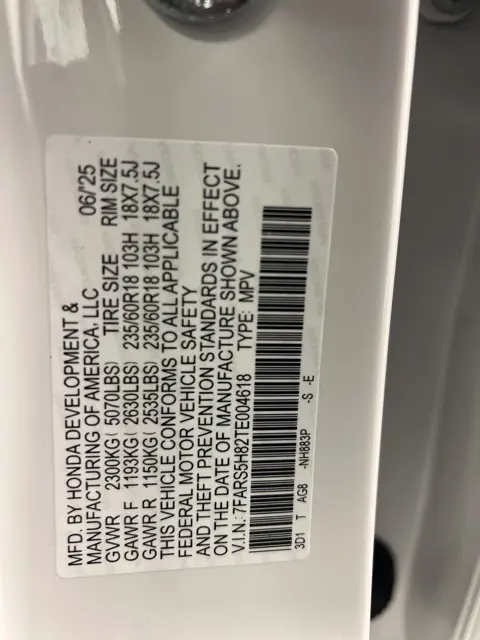 MFD. BY HONDA DEVELOPMENT &
MANUFACTURING OF AMERICA, LLC 06/'25
GVWR 2300KG( 5070LBS) TIRE SIZE RIM SIZE
GAWR F 1193KG( 2630LBS) 235/60R18 103H 18X7.5J
GAWR R 1150KG( 2535LBS) 235/60R18 103H 18X7.5J
THIS VEHICLE CONFORMS TO ALL APPLICABLE
FEDERAL MOTOR VEHICLE SAFETY
AND THEFT PREVENTION STANDARDS IN EFFECT
ON THE DATE OF MANUFACTURE SHOWN ABOVE.
V.I.N.: 7FARS5H82TE004618 TYPE: MPV
3D1 T AG8 -NH883P -S -E